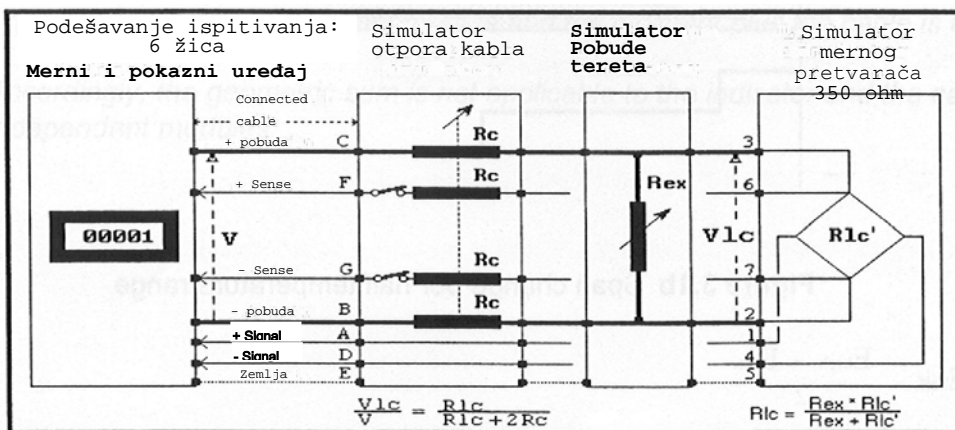 Podešavanje ispitivanja:
6 žica
Merni i pokazni uređaj
Simulator
otpora kabla
Simulator
Pobude
tereta
Simulator
mernog
pretvarača
350 ohm
Connected
cable
+ pobuda C Rc 3
+ Sense F Rc 6
Rex
00001 V Vlc Rlc'
- Sense G Rc 7
- pobuda B Rc 2
+ Signal A 1
- Signal D 4
Zemlja E 5
Vlc / V = Rlc / Rlc + 2Rc
Rlc = Rex * Rlc' / Rex + Rlc'